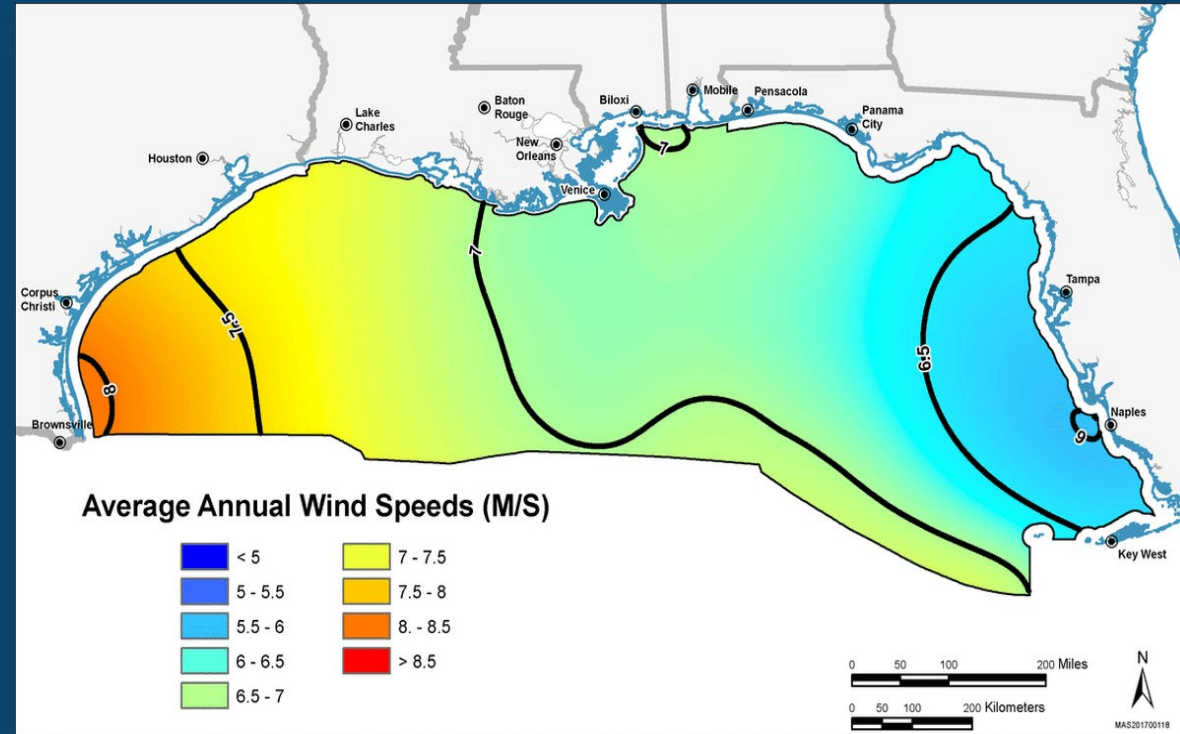 Mobile
Baton
Rouge
Biloxi
Pensacola
Panama
City
Lake
Charles
New
Orleans
Houston
7
Venice
7
Tampa
Corpus
Christi
7.5
6.5
8
Naples
Brownsville
6
Average Annual Wind Speeds (M/S)
< 5
7 - 7.5
5 - 5.5
7.5 - 8
5.5 - 6
8. - 8.5
6 - 6.5
> 8.5
6.5 - 7
Key West
0 50 100 200 Miles
0 50 100 200 Kilometers
N
MAS201700118